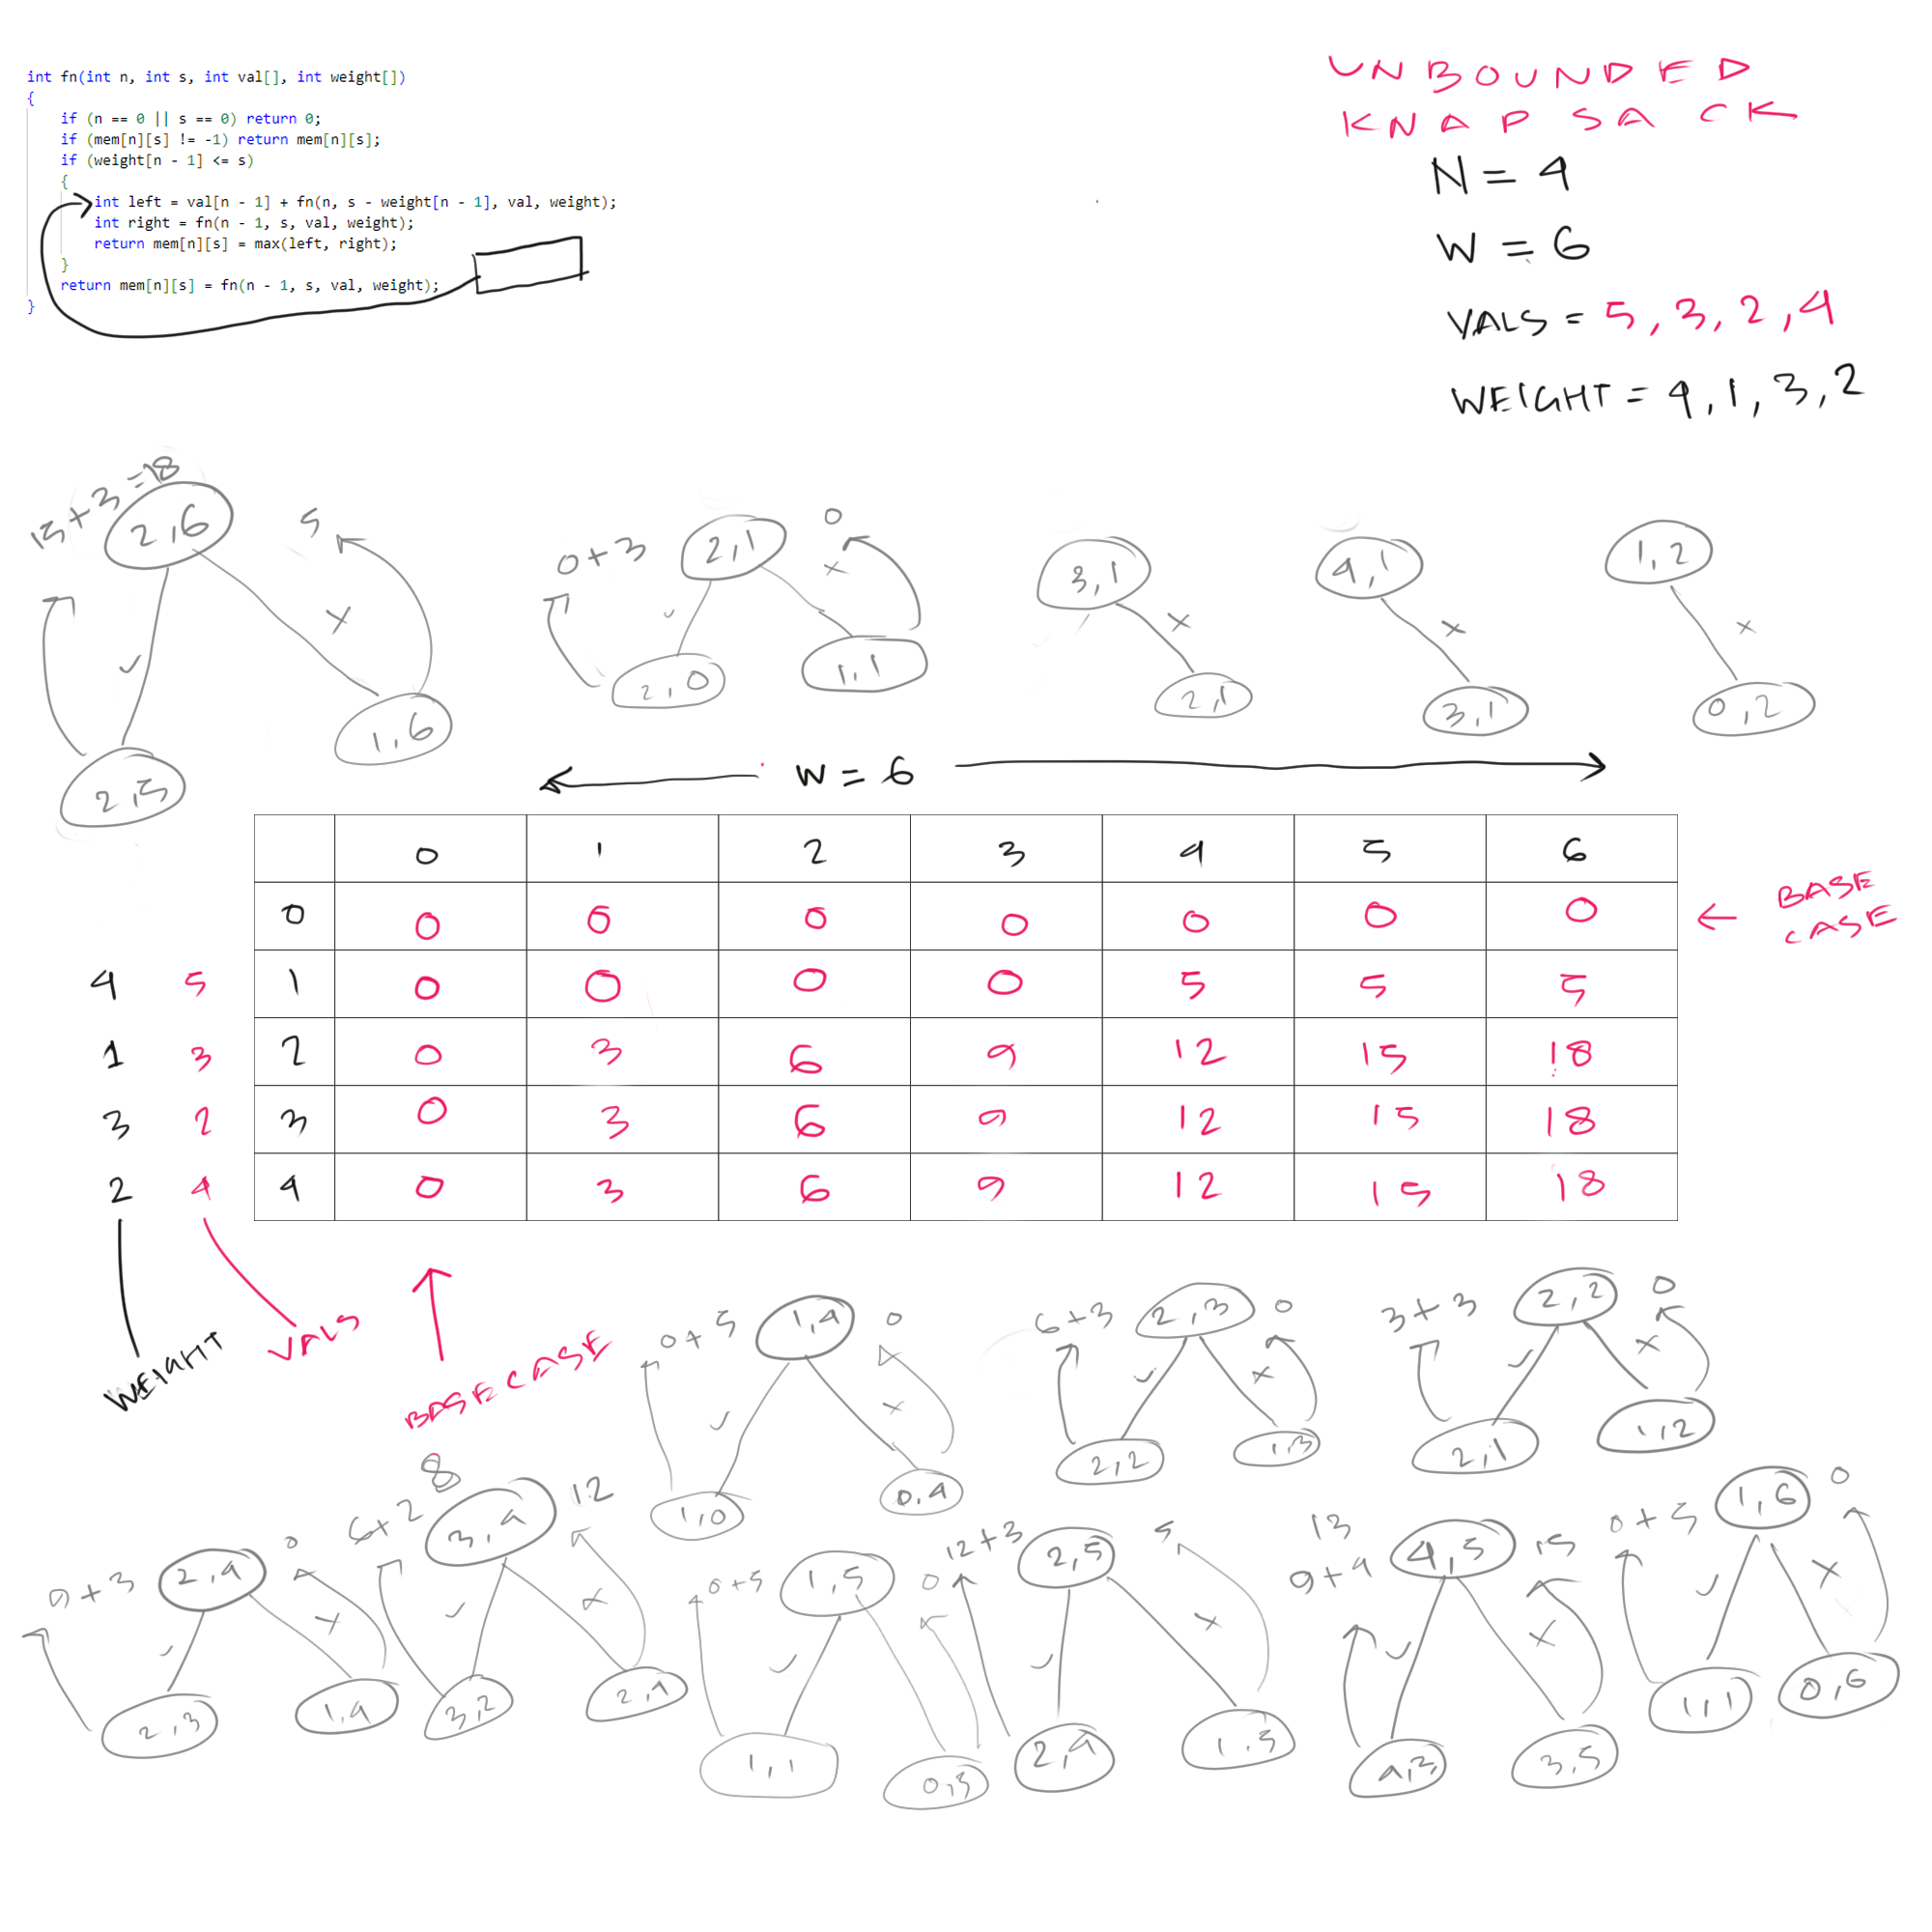 int fn(int n, int s, int val[], int weight[])
{
if (n == 0 || s == 0) return 0;
if (mem[n][s] != -1) return mem[n][s];
if (weight[n - 1] <= s)
{
int left = val[n - 1] + fn(n, s - weight[n - 1], val, weight);
int right = fn(n - 1, s, val, weight);
return mem[n][s] = max(left, right);
}
return mem[n][s] = fn(n - 1, s, val, weight);
}
UNBOUNDED
KNAPSACK
N = 4
W = 6
VALS = 5, 3, 2, 4
WEIGHT = 4, 1, 3, 2
15+3=18
2,6
5
2,5
1,6
0+3
2,1
0
2,0
1,1
3,1
2,1
4,1
3,1
1,2
0,2
W = 6
0 1 2 3 4 5 6
0 0 0 0 0 0 0 0
4 5 1 0 0 0 0 5 5 5
1 3 2 0 3 6 9 12 15 18
3 2 3 0 3 6 9 12 15 18
2 4 4 0 3 6 9 12 15 18
BASE
CASE
WEIGHT
VALS
BASE CASE
0+5
1,4
0
1,0
0,4
6+3
2,3
0
2,2
1,3
3+3
2,2
0
2,1
1,2
9+3
2,4
0
2,3
1,4
8
6+2
3,4
12
3,2
2,4
0+5
1,5
0
1,1
0,5
12+3
2,5
5
2,4
1,5
13
9+4
4,5
15
4,3
3,5
0+5
1,6
0
1,1
0,6